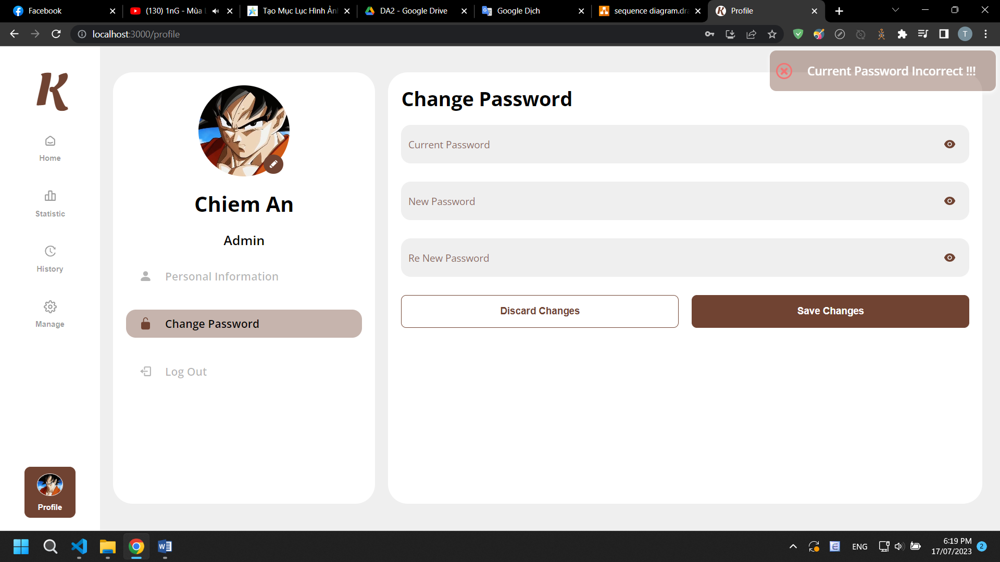 Facebook
(130) 1nG - Mùa L
Tạo Mục Lục Hình Ản
DA2 - Google Drive
Google Dịch
sequence diagram.dra
Profile
localhost:3000/profile
T
Current Password Incorrect !!!
K
Home
Statistic
History
Manage
Profile
Chiem An
Admin
Personal Information
Change Password
Log Out
Change Password
Current Password
New Password
Re New Password
Discard Changes
Save Changes
ENG
6:19 PM
17/07/2023
2